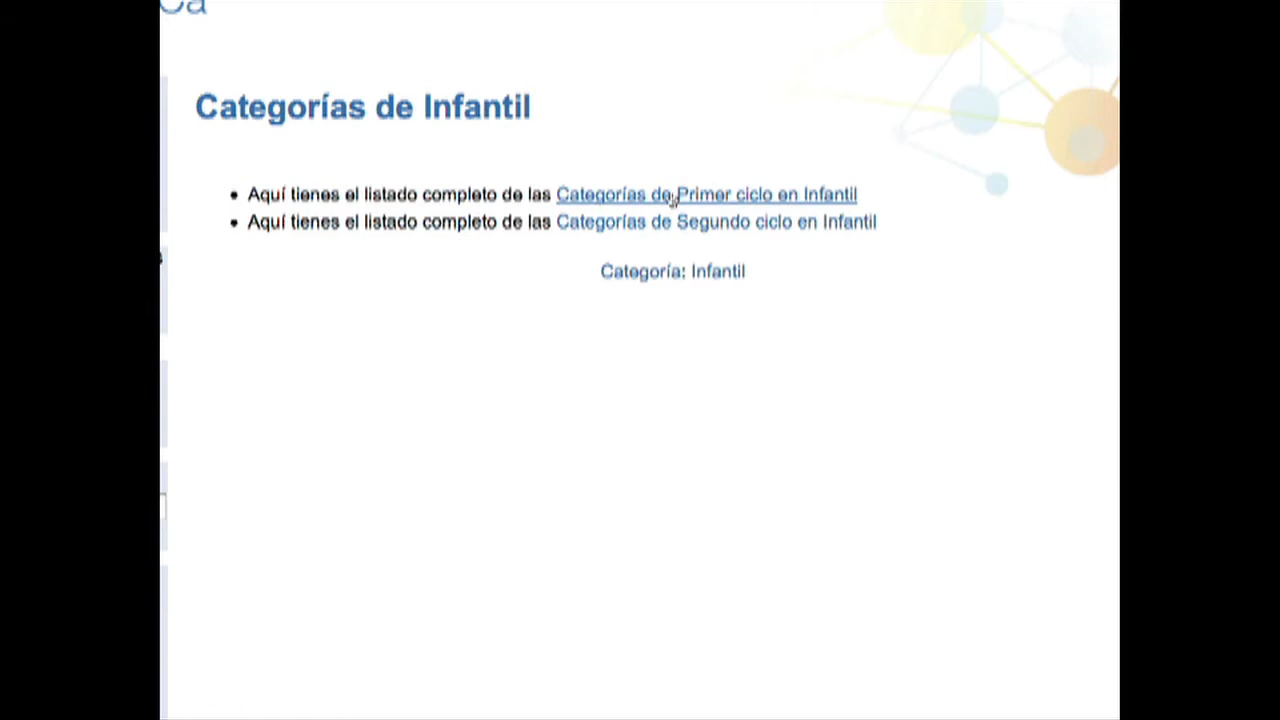 Categorías de Infantil
Aquí tienes el listado completo de las Categorías de Primer ciclo en Infantil
Aquí tienes el listado completo de las Categorías de Segundo ciclo en Infantil
Categoría: Infantil